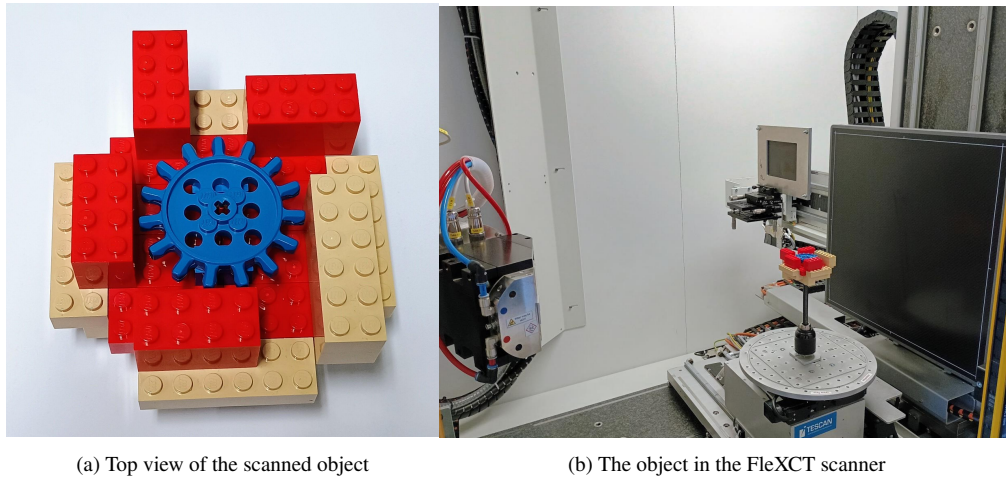 TESCAN
(a) Top view of the scanned object
(b) The object in the FleXCT scanner